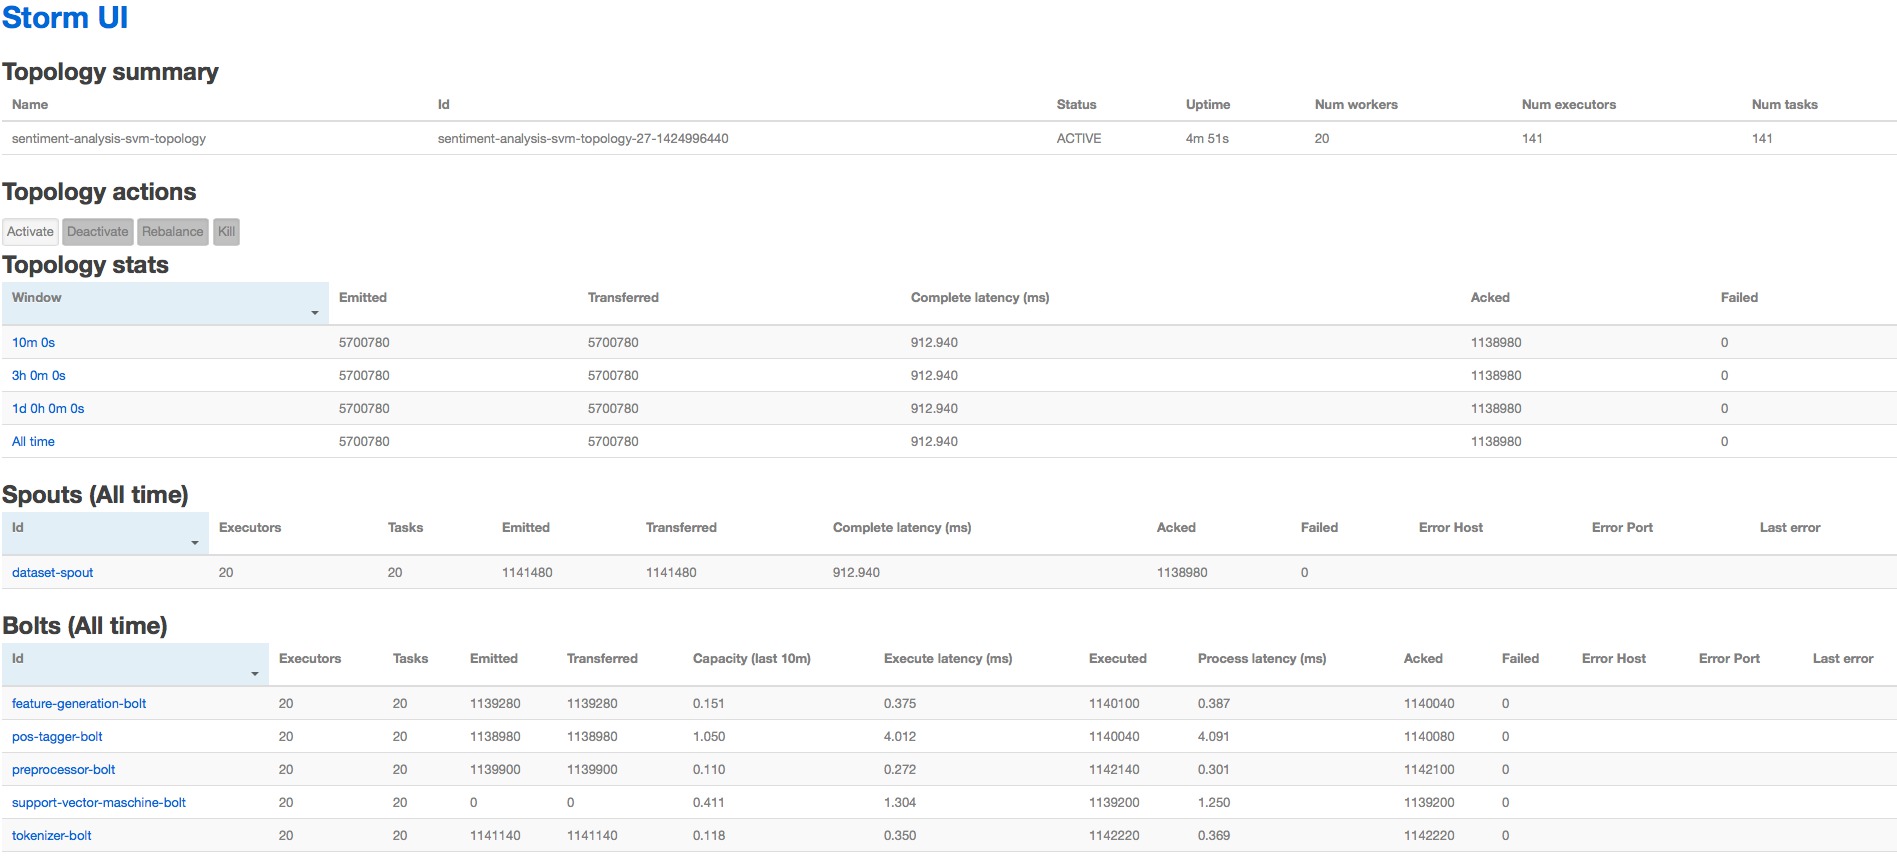 Storm UI
Topology summary
Name Id Status Uptime Num workers Num executors Num tasks
sentiment-analysis-svm-topology sentiment-analysis-svm-topology-27-1424996440 ACTIVE 4m 51s 20 141 141
Topology actions
Activate Deactivate Rebalance Kill
Topology stats
Window Emitted Transferred Complete latency (ms) Acked Failed
10m 0s 5700780 5700780 912.940 1138980 0
3h 0m 0s 5700780 5700780 912.940 1138980 0
1d 0h 0m 0s 5700780 5700780 912.940 1138980 0
All time 5700780 5700780 912.940 1138980 0
Spouts (All time)
Id Executors Tasks Emitted Transferred Complete latency (ms) Acked Failed Error Host Error Port Last error
dataset-spout 20 20 1141480 1141480 912.940 1138980 0
Bolts (All time)
Id Executors Tasks Emitted Transferred Capacity (last 10m) Execute latency (ms) Executed Process latency (ms) Acked Failed Error Host Error Port Last error
feature-generation-bolt 20 20 1139280 1139280 0.151 0.375 1140100 0.387 1140040 0
pos-tagger-bolt 20 20 1138980 1138980 1.050 4.012 1140040 4.091 1140080 0
preprocessor-bolt 20 20 1139900 1139900 0.110 0.272 1142140 0.301 1142100 0
support-vector-maschine-bolt 20 20 0 0 0.411 1.304 1139200 1.250 1139200 0
tokenizer-bolt 20 20 1141140 1141140 0.118 0.350 1142220 0.369 1142220 0